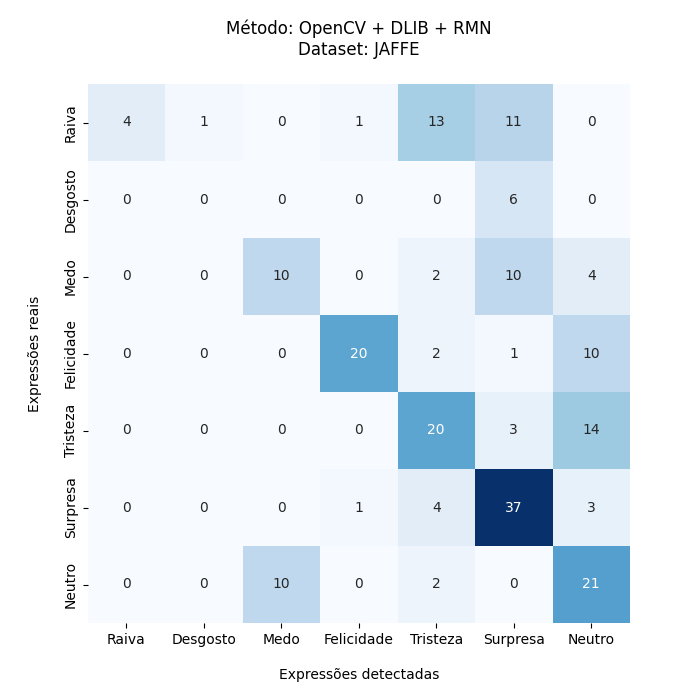 Método: OpenCV + DLIB + RMN
Dataset: JAFFE
Expressões reais
Raiva 4 1 0 1 13 11 0
Desgosto 0 0 0 0 0 6 0
Medo 0 0 10 0 2 10 4
Felicidade 0 0 0 20 2 1 10
Tristeza 0 0 0 0 20 3 14
Surpresa 0 0 0 1 4 37 3
Neutro 0 0 10 0 2 0 21
Raiva Desgosto Medo Felicidade Tristeza Surpresa Neutro
Expressões detectadas